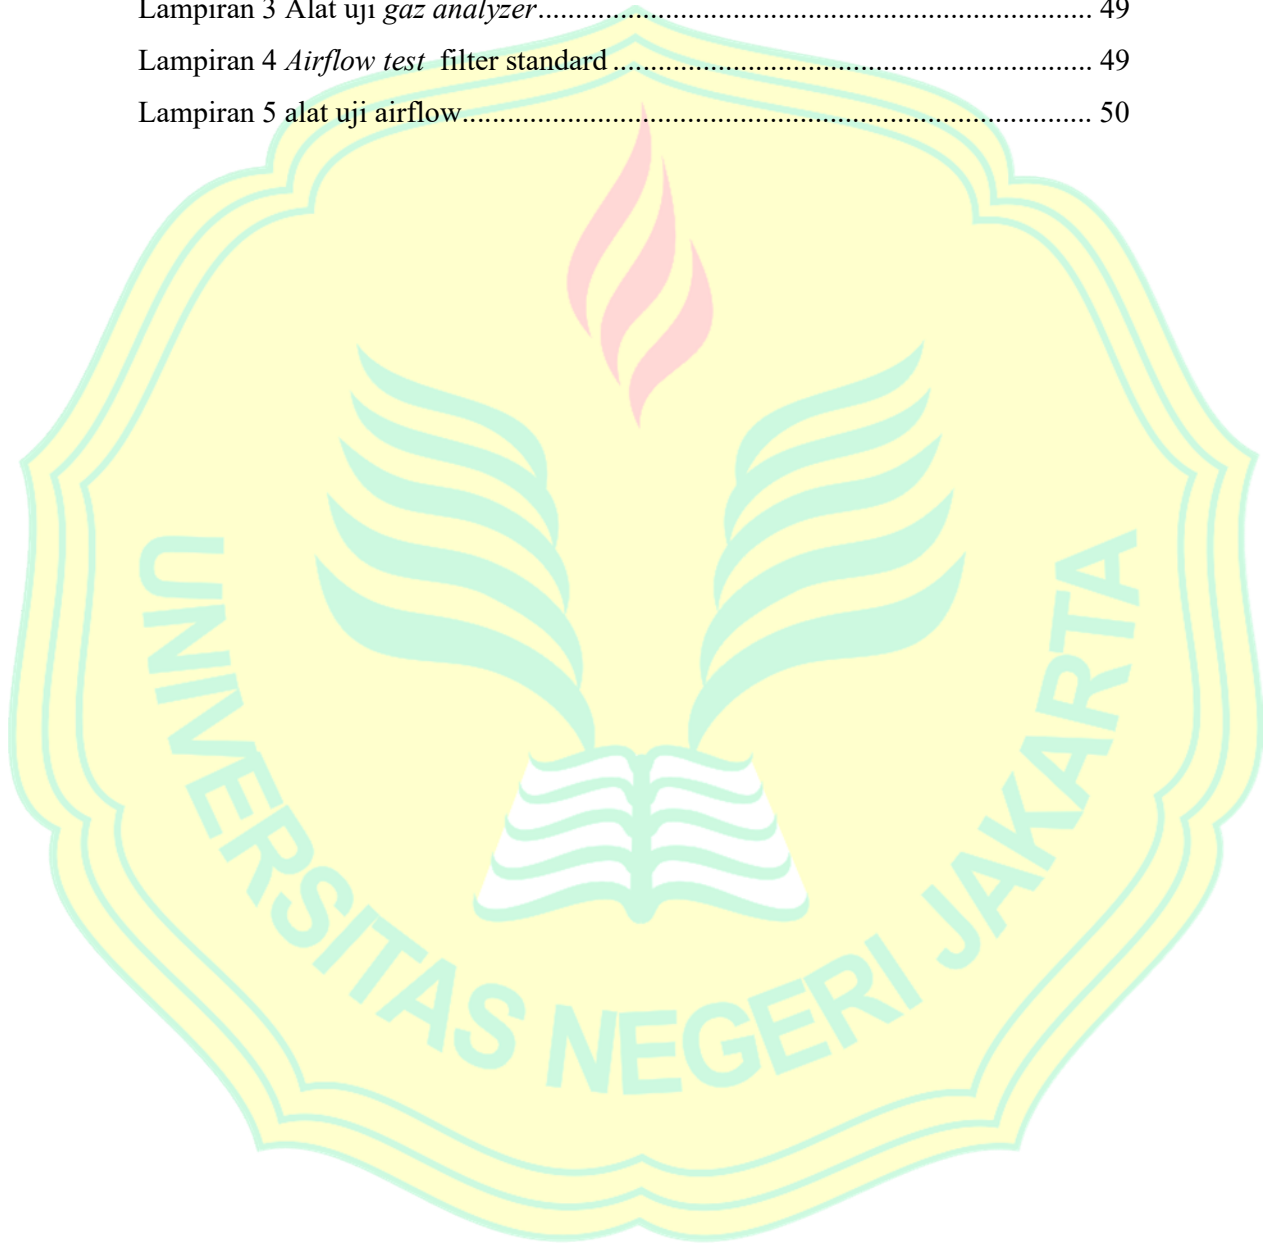 Lampiran 3 Alat uji gaz analyzer.......................................................................... 49
Lampiran 4 Airflow test  filter standard ................................................................ 49
Lampiran 5 alat uji airflow.................................................................................... 50
UNIVERSITAS NEGERI JAKARTA